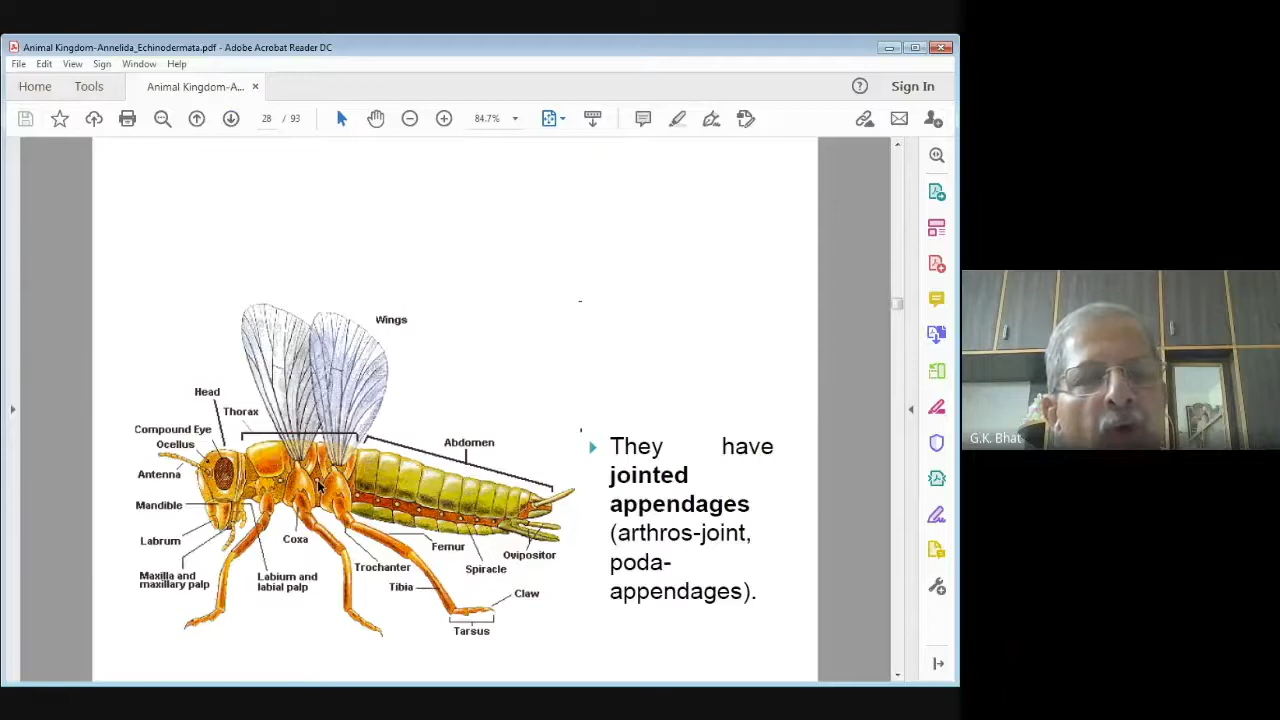 Animal Kingdom-Annelida_Echinodermata.pdf - Adobe Acrobat Reader DC
File Edit View Sign Window Help
Home Tools Animal Kingdom-A... × Sign In
28 / 93 84.7%
Wings
Head
Thorax
Compound Eye
Ocellus
Abdomen
Antenna
Mandible
Labrum
Coxa
Femur
Ovipositor
Trochanter
Spiracle
Maxilla and
maxillary palp
Labium and
labial palp
Tibia
Claw
Tarsus
They have
jointed
appendages
(arthros-joint,
poda-
appendages).
G.K. Bhat